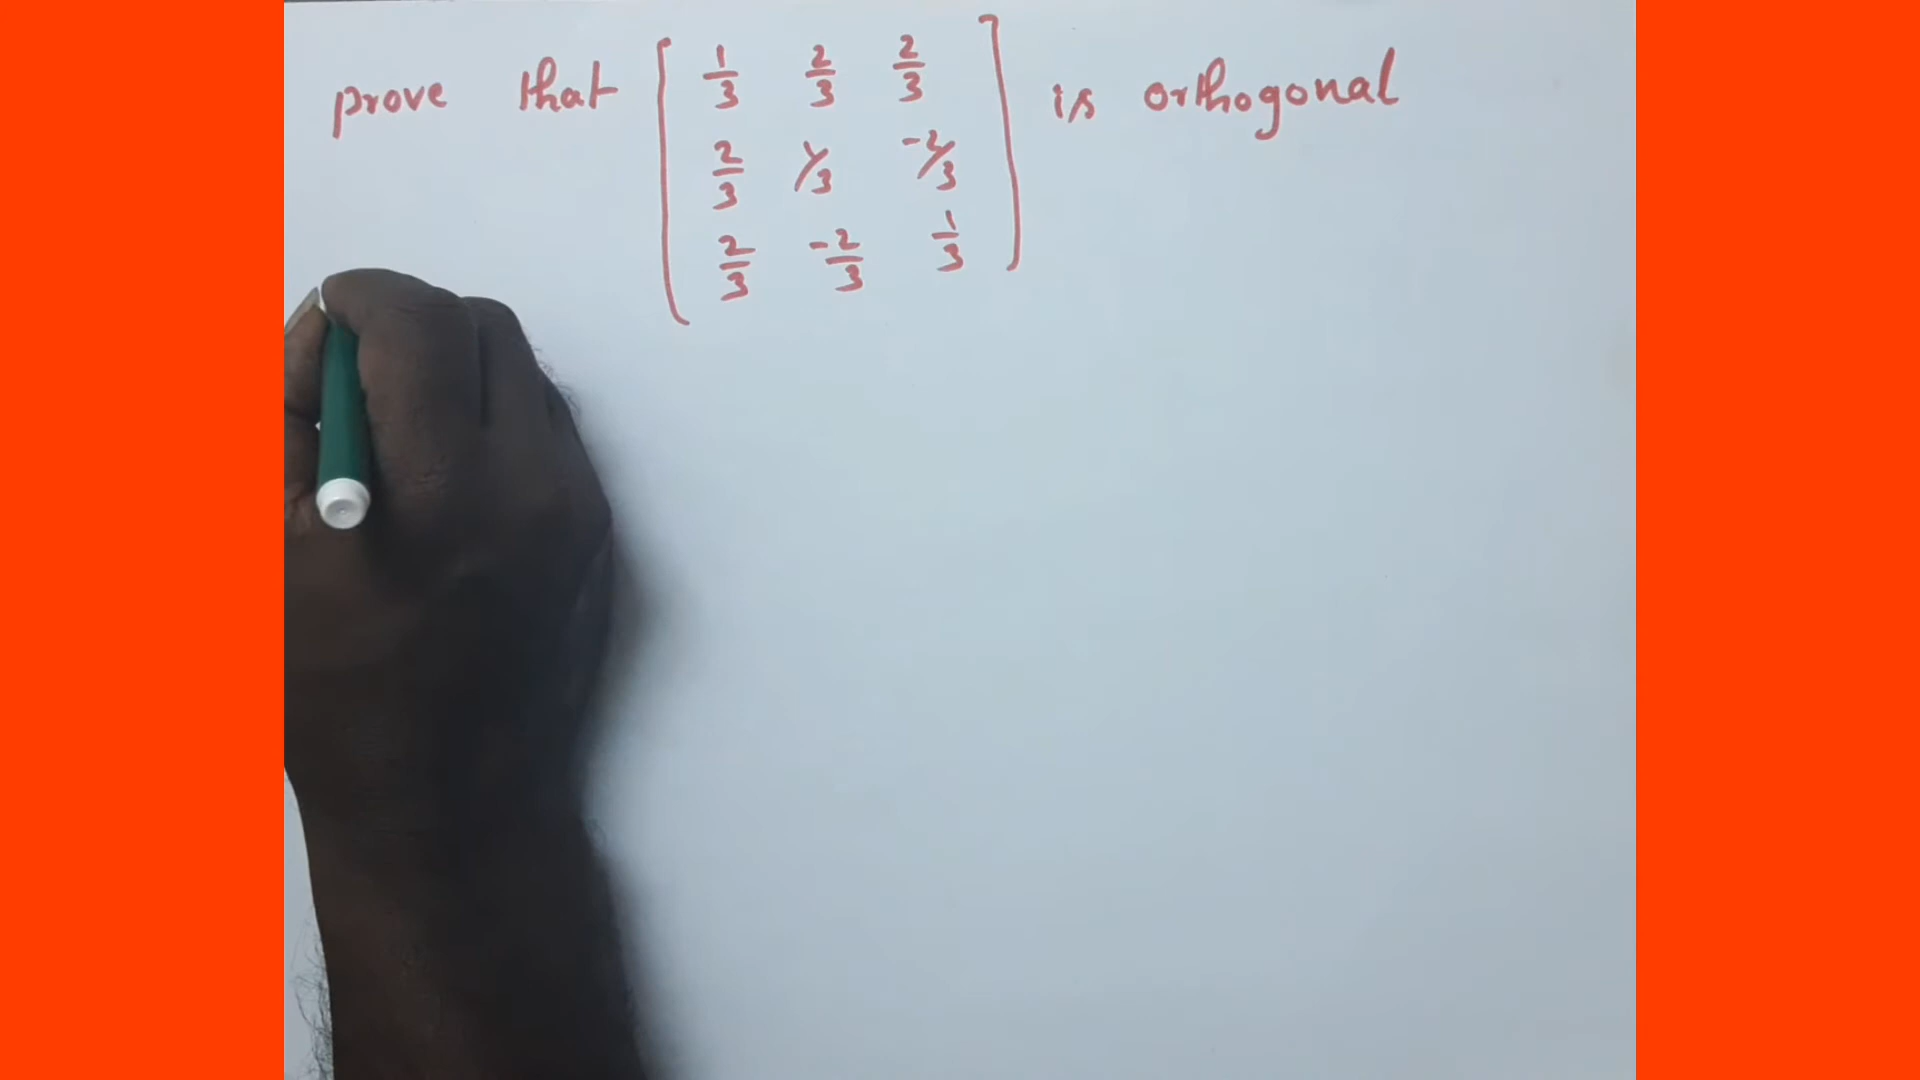 prove that [ 1/3 2/3 2/3 ] is orthogonal
2/3 1/3 -2/3
2/3 -2/3 1/3